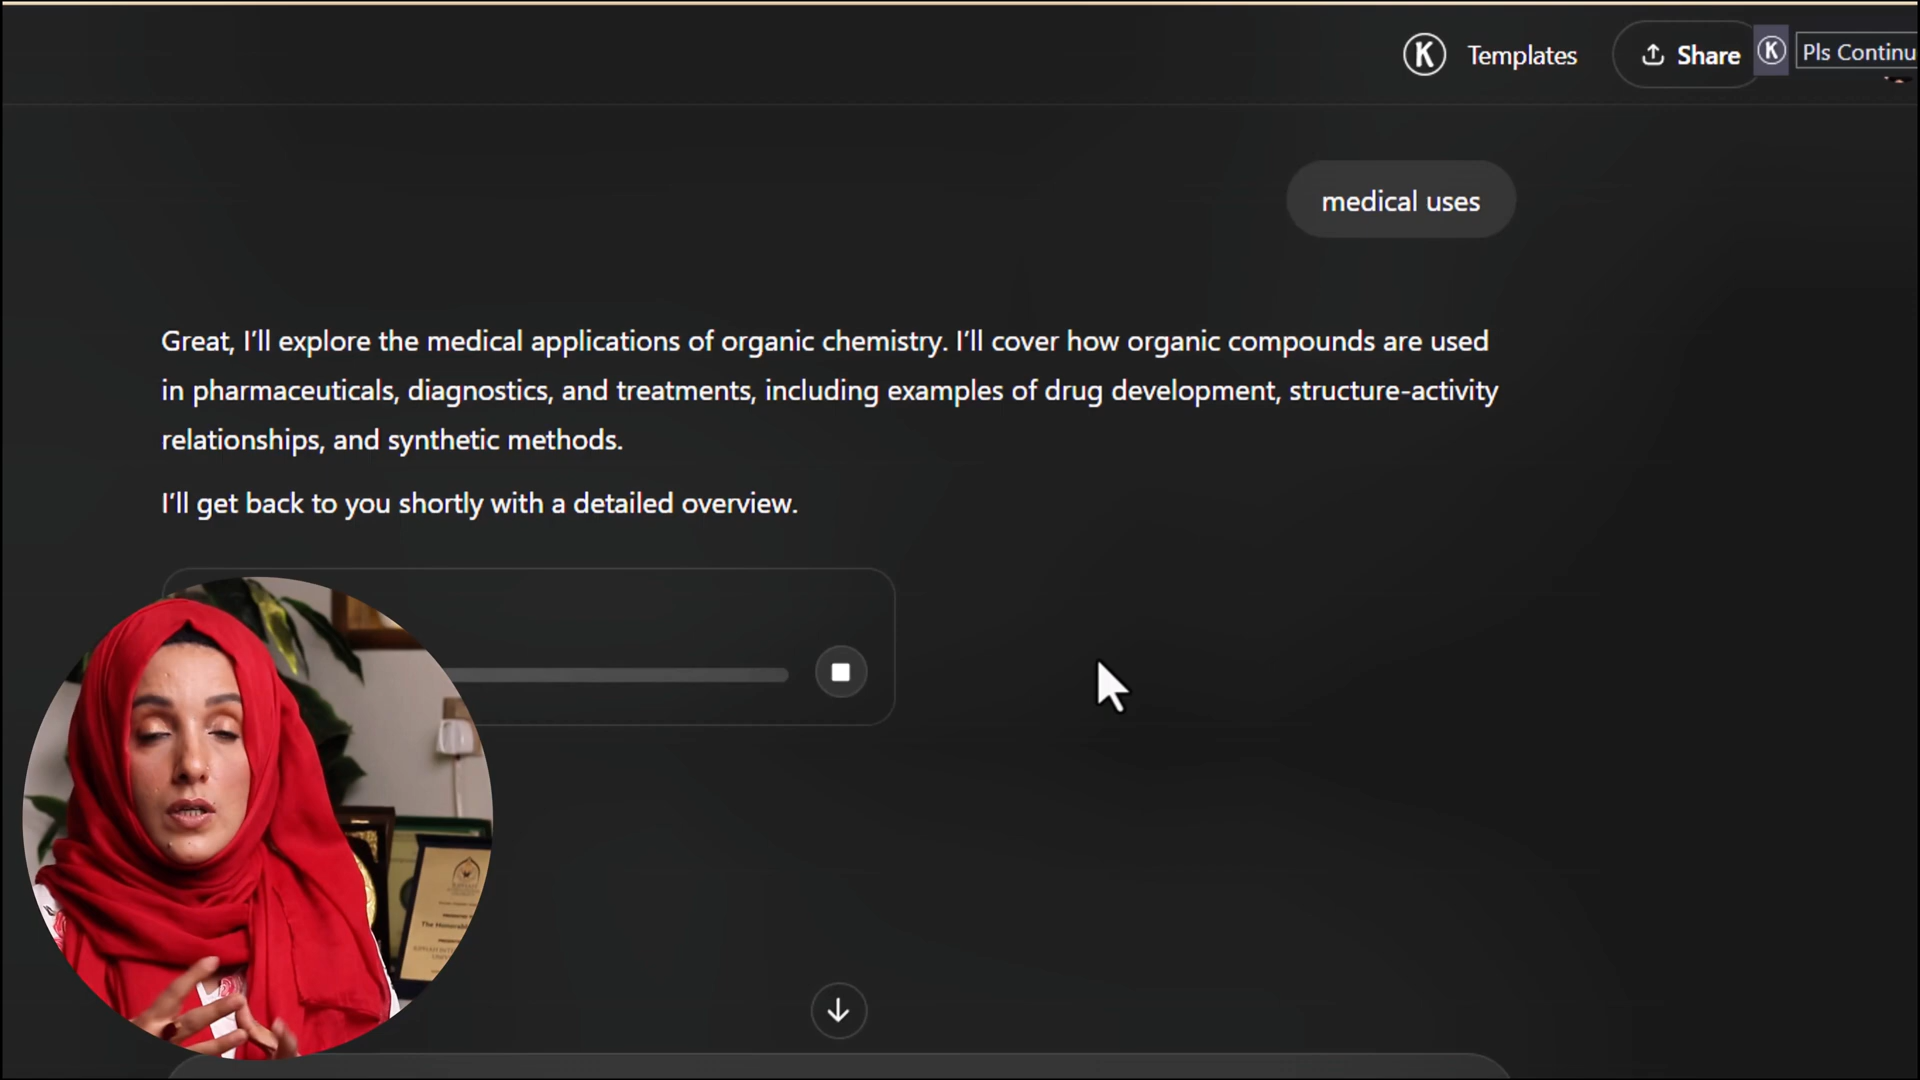 K Templates Share K Pls Continu
medical uses
Great, I’ll explore the medical applications of organic chemistry. I’ll cover how organic compounds are used
in pharmaceuticals, diagnostics, and treatments, including examples of drug development, structure-activity
relationships, and synthetic methods.
I’ll get back to you shortly with a detailed overview.
The Honorabl